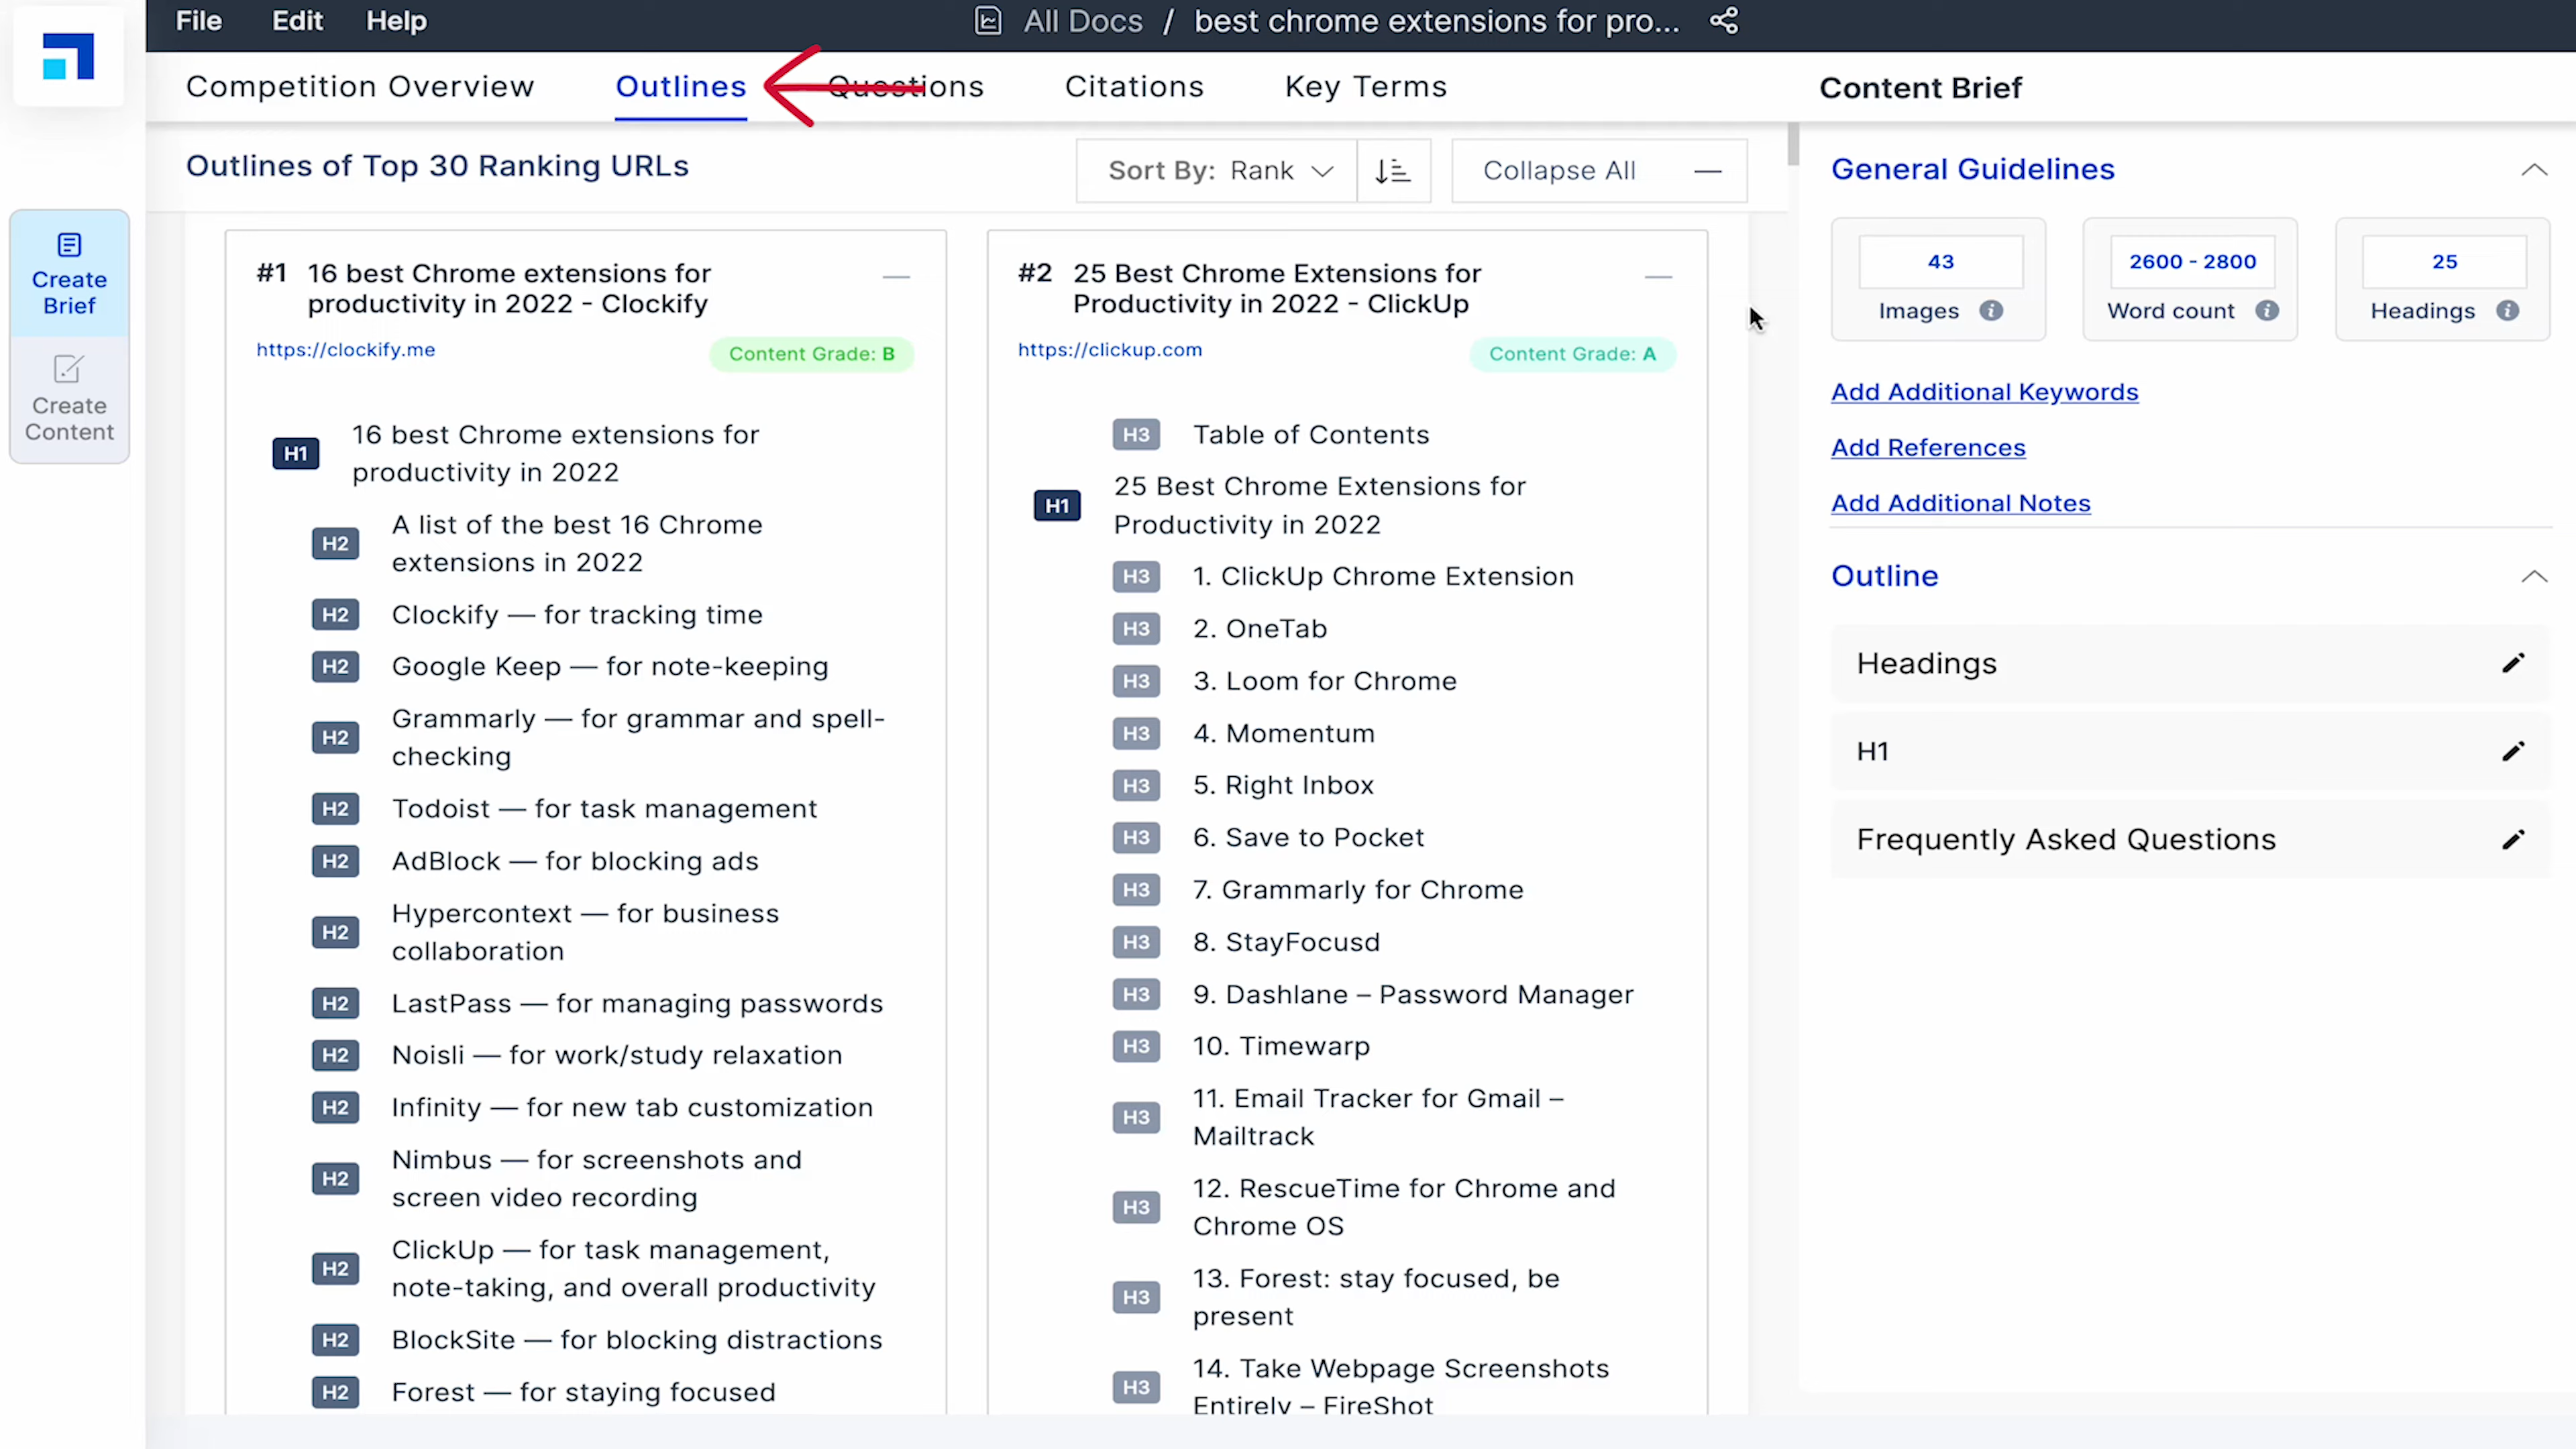 File Edit Help
All Docs / best chrome extensions for pro...
Competition Overview Outlines Questions Citations Key Terms
Content Brief
Create
Brief
Create
Content
Outlines of Top 30 Ranking URLs
Sort By: Rank
Collapse All
#1 16 best Chrome extensions for
productivity in 2022 - Clockify
https://clockify.me
Content Grade: B
H1 16 best Chrome extensions for
productivity in 2022
H2 A list of the best 16 Chrome
extensions in 2022
H2 Clockify — for tracking time
H2 Google Keep — for note-keeping
H2 Grammarly — for grammar and spell-
checking
H2 Todoist — for task management
H2 AdBlock — for blocking ads
H2 Hypercontext — for business
collaboration
H2 LastPass — for managing passwords
H2 Noisli — for work/study relaxation
H2 Infinity — for new tab customization
H2 Nimbus — for screenshots and
screen video recording
H2 ClickUp — for task management,
note-taking, and overall productivity
H2 BlockSite — for blocking distractions
H2 Forest — for staying focused
#2 25 Best Chrome Extensions for
Productivity in 2022 - ClickUp
https://clickup.com
Content Grade: A
H3 Table of Contents
H1 25 Best Chrome Extensions for
Productivity in 2022
H3 1. ClickUp Chrome Extension
H3 2. OneTab
H3 3. Loom for Chrome
H3 4. Momentum
H3 5. Right Inbox
H3 6. Save to Pocket
H3 7. Grammarly for Chrome
H3 8. StayFocusd
H3 9. Dashlane – Password Manager
H3 10. Timewarp
H3 11. Email Tracker for Gmail –
Mailtrack
H3 12. RescueTime for Chrome and
Chrome OS
H3 13. Forest: stay focused, be
present
H3 14. Take Webpage Screenshots
Entirely – FireShot
General Guidelines
43
Images
2600 - 2800
Word count
25
Headings
Add Additional Keywords
Add References
Add Additional Notes
Outline
Headings
H1
Frequently Asked Questions